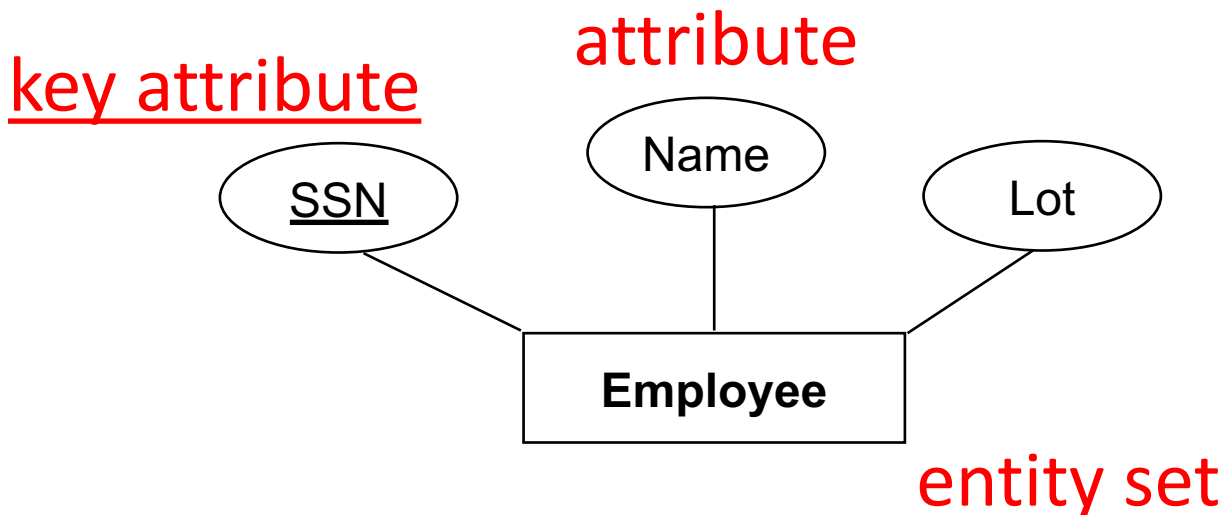 attribute
key attribute
Name
SSN
Lot
Employee
entity set